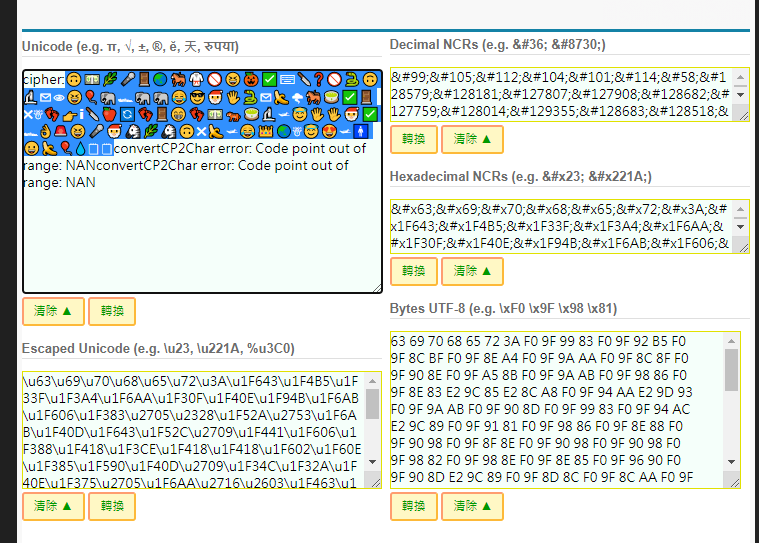 Unicode (e.g. π, √, ±, ®, ě, 天, रुपया)
cipher:🙃💵🌿🎤🚪🌏🐎🥋🚫😆🎃✅⌨🔪❓🚫🐍🙃
convertCP2Char error: Code point out of
range: NANconvertCP2Char error: Code point out of
range: NAN
清除 ▲ 轉換
Escaped Unicode (e.g. \u23, \u221A, %u3C0)
\u63\u69\u70\u68\u65\u72\u3A\u1F643\u1F4B5\u1F
33F\u1F3A4\u1F6AA\u1F30F\u1F40E\u1F94B\u1F6AB
\u1F606\u1F383\u2705\u2328\u1F52A\u2753\u1F6A
B\u1F40D\u1F643\u1F52C\u2709\u1F441\u1F606\u1F
388\u1F418\u1F3CE\u1F418\u1F418\u1F602\u1F60E
\u1F385\u1F590\u1F40D\u2709\u1F34C\u1F32A\u1F
40E\u1F375\u2705\u1F6AA\u2716\u2603\u1F463\u1
清除 ▲ 轉換
Decimal NCRs (e.g. &#36; &#8730;)
&#99;&#105;&#112;&#104;&#101;&#114;&#58;&#1
28579;&#128181;&#127807;&#127908;&#128682;&#
127759;&#128014;&#129355;&#128683;&#128518;&
轉換 清除 ▲
Hexadecimal NCRs (e.g. &#x23; &#x221A;)
&#x63;&#x69;&#x70;&#x68;&#x65;&#x72;&#x3A;&#
x1F643;&#x1F4B5;&#x1F33F;&#x1F3A4;&#x1F6AA;&
#x1F30F;&#x1F40E;&#x1F94B;&#x1F6AB;&#x1F606;&
轉換 清除 ▲
Bytes UTF-8 (e.g. \xF0 \x9F \x98 \x81)
63 69 70 68 65 72 3A F0 9F 99 83 F0 9F 92 B5 F0
9F 8C BF F0 9F 8E A4 F0 9F 9A AA F0 9F 8C 8F F0
9F 90 8E F0 9F A5 8B F0 9F 9A AB F0 9F 98 86 F0
9F 8E 83 E2 9C 85 E2 8C A8 F0 9F 94 AA E2 9D 93
F0 9F 9A AB F0 9F 90 8D F0 9F 99 83 F0 9F 94 AC
E2 9C 89 F0 9F 91 81 F0 9F 98 86 F0 9F 8E 88 F0
9F 90 98 F0 9F 8F 8E F0 9F 90 98 F0 9F 90 98 F0
9F 98 82 F0 9F 98 8E F0 9F 8E 85 F0 9F 96 90 F0
9F 90 8D E2 9C 89 F0 9F 8D 8C F0 9F 8C AA F0 9F
轉換 清除 ▲